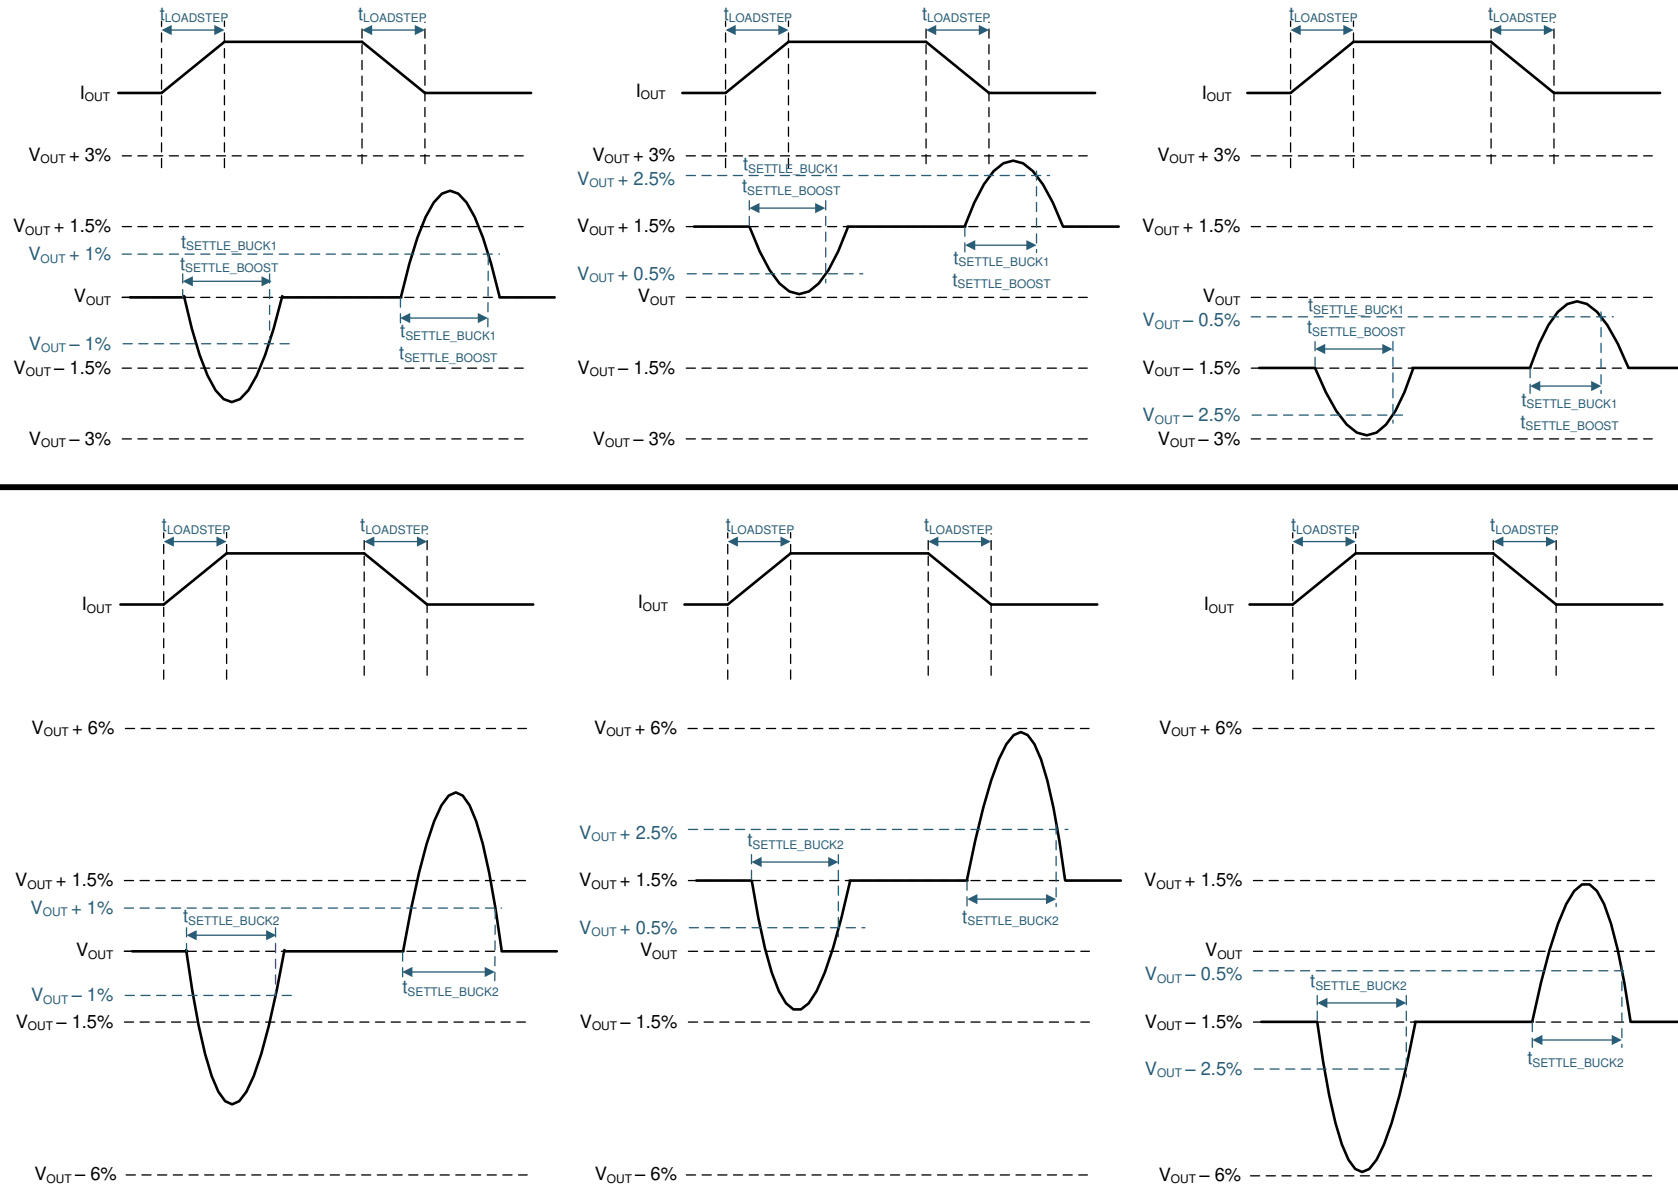 tLOADSTEP tLOADSTEP
IOUT
VOUT + 3%
VOUT + 1.5%
VOUT + 1%
tSETTLE_BUCK1
tSETTLE_BOOST
VOUT
VOUT – 1%
VOUT – 1.5%
tSETTLE_BUCK1
tSETTLE_BOOST
VOUT – 3%
tLOADSTEP tLOADSTEP
IOUT
VOUT + 3%
VOUT + 2.5%
tSETTLE_BUCK1
tSETTLE_BOOST
VOUT + 1.5%
VOUT + 0.5%
VOUT
tSETTLE_BUCK1
tSETTLE_BOOST
VOUT – 1.5%
VOUT – 3%
tLOADSTEP tLOADSTEP
IOUT
VOUT + 3%
VOUT + 1.5%
VOUT
VOUT – 0.5%
tSETTLE_BUCK1
tSETTLE_BOOST
VOUT – 1.5%
VOUT – 2.5%
VOUT – 3%
tSETTLE_BUCK1
tSETTLE_BOOST
tLOADSTEP tLOADSTEP
IOUT
VOUT + 6%
VOUT + 1.5%
VOUT + 1%
tSETTLE_BUCK2
VOUT
VOUT – 1%
tSETTLE_BUCK2
VOUT – 1.5%
VOUT – 6%
tLOADSTEP tLOADSTEP
IOUT
VOUT + 6%
VOUT + 2.5%
tSETTLE_BUCK2
VOUT + 1.5%
VOUT + 0.5%
tSETTLE_BUCK2
VOUT
VOUT – 1.5%
VOUT – 6%
tLOADSTEP tLOADSTEP
IOUT
VOUT + 6%
VOUT + 1.5%
VOUT
VOUT – 0.5%
tSETTLE_BUCK2
VOUT – 1.5%
VOUT – 2.5%
tSETTLE_BUCK2
VOUT – 6%